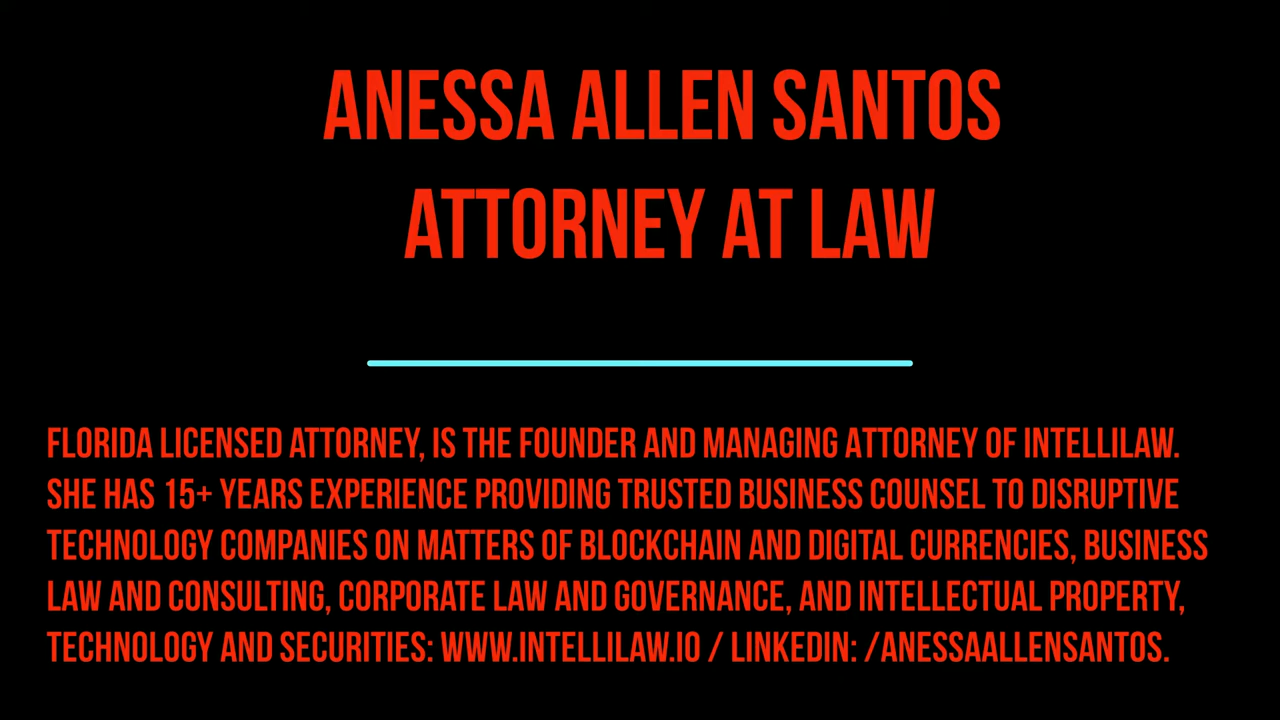 ANESSA ALLEN SANTOS
ATTORNEY AT LAW
FLORIDA LICENSED ATTORNEY, IS THE FOUNDER AND MANAGING ATTORNEY OF INTELLILAW.
SHE HAS 15+ YEARS EXPERIENCE PROVIDING TRUSTED BUSINESS COUNSEL TO DISRUPTIVE
TECHNOLOGY COMPANIES ON MATTERS OF BLOCKCHAIN AND DIGITAL CURRENCIES, BUSINESS
LAW AND CONSULTING, CORPORATE LAW AND GOVERNANCE, AND INTELLECTUAL PROPERTY,
TECHNOLOGY AND SECURITIES: WWW.INTELLILAW.IO / LINKEDIN: /ANESSAALLENSANTOS.